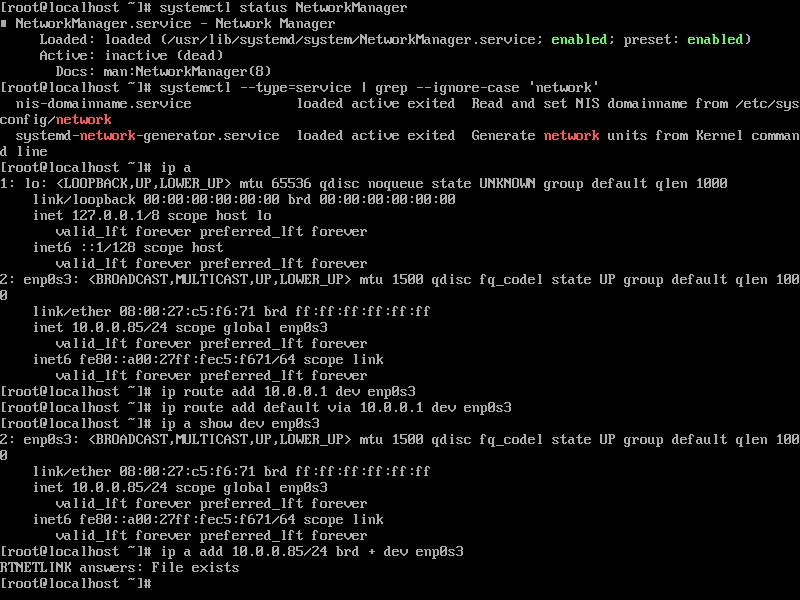 [root@localhost ~]# systemctl status NetworkManager
▪ NetworkManager.service - Network Manager
     Loaded: loaded (/usr/lib/systemd/system/NetworkManager.service; enabled; preset: enabled)
     Active: inactive (dead)
       Docs: man:NetworkManager(8)
[root@localhost ~]# systemctl --type=service | grep --ignore-case 'network'
  nis-domainname.service             loaded active exited  Read and set NIS domainname from /etc/sys
config/network
  systemd-network-generator.service  loaded active exited  Generate network units from Kernel comman
d line
[root@localhost ~]# ip a
1: lo: <LOOPBACK,UP,LOWER_UP> mtu 65536 qdisc noqueue state UNKNOWN group default qlen 1000
    link/loopback 00:00:00:00:00:00 brd 00:00:00:00:00:00
    inet 127.0.0.1/8 scope host lo
       valid_lft forever preferred_lft forever
    inet6 ::1/128 scope host
       valid_lft forever preferred_lft forever
2: enp0s3: <BROADCAST,MULTICAST,UP,LOWER_UP> mtu 1500 qdisc fq_codel state UP group default qlen 100
0
    link/ether 08:00:27:c5:f6:71 brd ff:ff:ff:ff:ff:ff
    inet 10.0.0.85/24 scope global enp0s3
       valid_lft forever preferred_lft forever
    inet6 fe80::a00:27ff:fec5:f671/64 scope link
       valid_lft forever preferred_lft forever
[root@localhost ~]# ip route add 10.0.0.1 dev enp0s3
[root@localhost ~]# ip route add default via 10.0.0.1 dev enp0s3
[root@localhost ~]# ip a show dev enp0s3
2: enp0s3: <BROADCAST,MULTICAST,UP,LOWER_UP> mtu 1500 qdisc fq_codel state UP group default qlen 100
0
    link/ether 08:00:27:c5:f6:71 brd ff:ff:ff:ff:ff:ff
    inet 10.0.0.85/24 scope global enp0s3
       valid_lft forever preferred_lft forever
    inet6 fe80::a00:27ff:fec5:f671/64 scope link
       valid_lft forever preferred_lft forever
[root@localhost ~]# ip a add 10.0.0.85/24 brd + dev enp0s3
RTNETLINK answers: File exists
[root@localhost ~]#